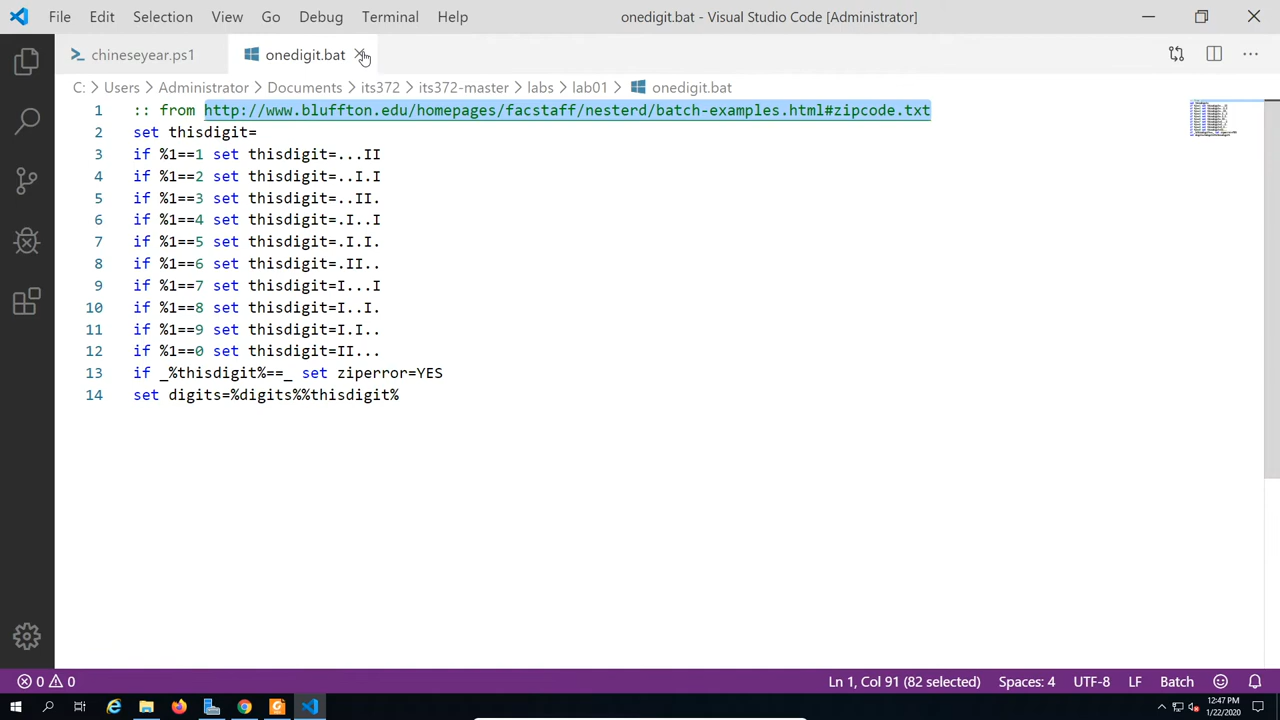 File Edit Selection View Go Debug Terminal Help onedigit.bat - Visual Studio Code [Administrator]
chineseyear.ps1 onedigit.bat
C: > Users > Administrator > Documents > its372 > its372-master > labs > lab01 > onedigit.bat
1 :: from http://www.bluffton.edu/homepages/facstaff/nesterd/batch-examples.html#zipcode.txt
2 set thisdigit=
3 if %1==1 set thisdigit=...II
4 if %1==2 set thisdigit=..I.I
5 if %1==3 set thisdigit=..II.
6 if %1==4 set thisdigit=.I..I
7 if %1==5 set thisdigit=.I.I.
8 if %1==6 set thisdigit=.II..
9 if %1==7 set thisdigit=I...I
10 if %1==8 set thisdigit=I..I.
11 if %1==9 set thisdigit=I.I..
12 if %1==0 set thisdigit=II...
13 if _%thisdigit%==_ set ziperror=YES
14 set digits=%digits%%thisdigit%
0 0 Ln 1, Col 91 (82 selected) Spaces: 4 UTF-8 LF Batch
12:47 PM
1/22/2020